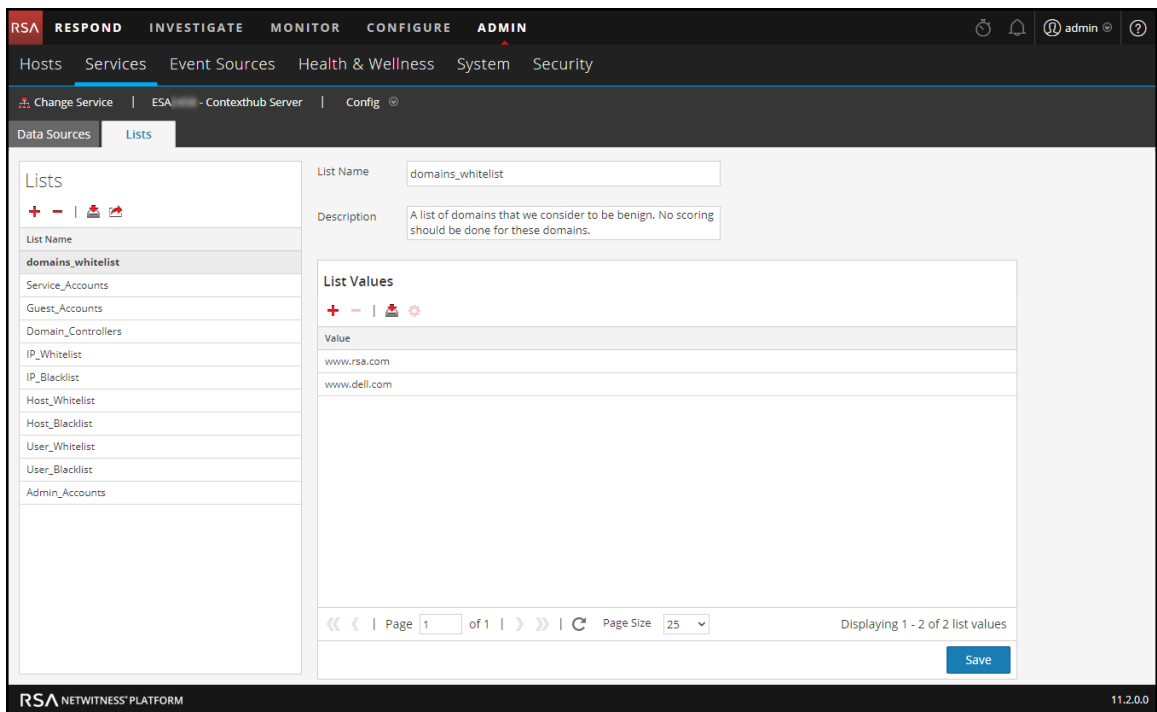 RSA RESPOND INVESTIGATE MONITOR CONFIGURE ADMIN admin ?
Hosts Services Event Sources Health & Wellness System Security
Change Service | ESA - Contexthub Server | Config
Data Sources Lists
Lists
List Name
domains_whitelist
Service_Accounts
Guest_Accounts
Domain_Controllers
IP_Whitelist
IP_Blacklist
Host_Whitelist
Host_Blacklist
User_Whitelist
User_Blacklist
Admin_Accounts
List Name domains_whitelist
Description A list of domains that we consider to be benign. No scoring
should be done for these domains.
List Values
Value
www.rsa.com
www.dell.com
Page 1 of 1 | Page Size 25 Displaying 1 - 2 of 2 list values
Save
RSA NETWITNESS® PLATFORM 11.2.0.0